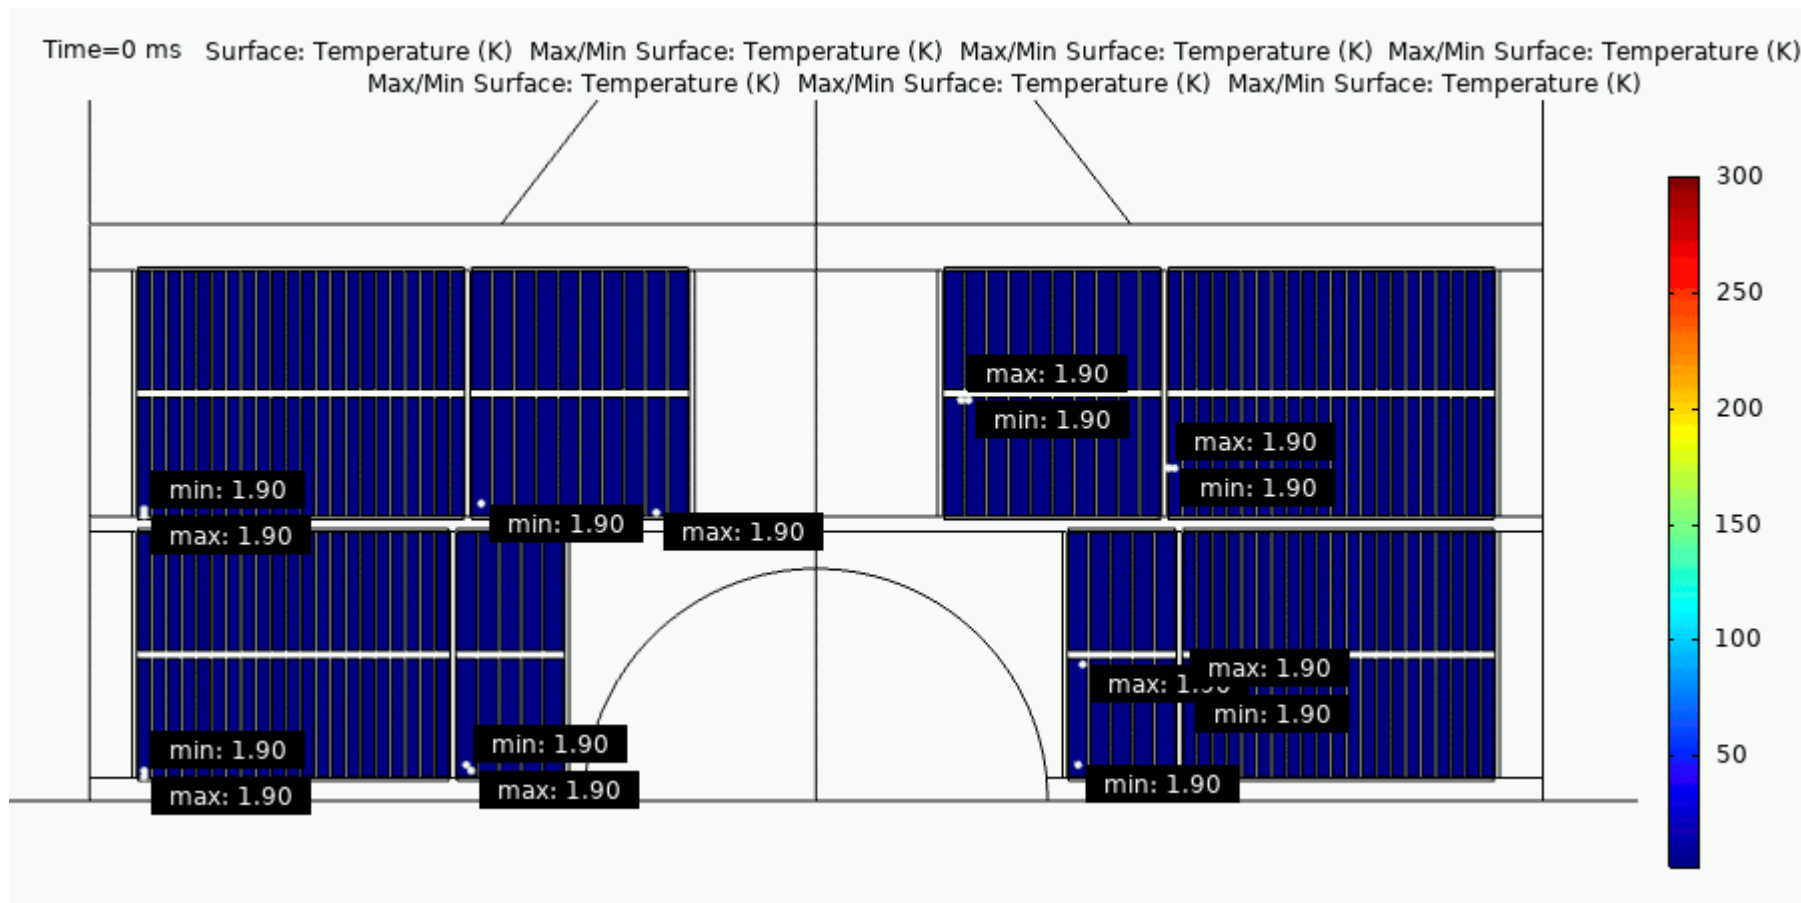 Time=0 ms Surface: Temperature (K) Max/Min Surface: Temperature (K) Max/Min Surface: Temperature (K) Max/Min Surface: Temperature (K)
Max/Min Surface: Temperature (K) Max/Min Surface: Temperature (K) Max/Min Surface: Temperature (K)
300
250
200
150
100
50
max: 1.90
min: 1.90
max: 1.90
min: 1.90
min: 1.90
max: 1.90
min: 1.90
max: 1.90
max: 1.90
max: 1.90
min: 1.90
min: 1.90
min: 1.90
max: 1.90
min: 1.90
max: 1.90